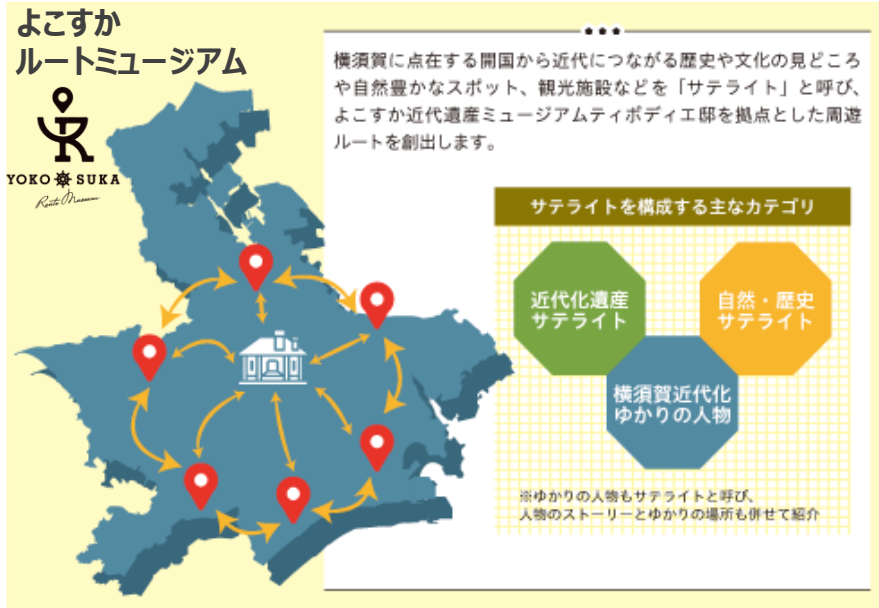 よこすか
ルートミュージアム
YOKOSUKA
Route Museum
横須賀に点在する開国から近代につながる歴史や文化の見どころ
や自然豊かなスポット、観光施設などを「サテライト」と呼び、
よこすか近代遺産ミュージアムティボディエ邸を拠点とした周遊
ルートを創出します。
サテライトを構成する主なカテゴリ
近代化遺産
サテライト
自然・歴史
サテライト
横須賀近代化
ゆかりの人物
※ゆかりの人物もサテライトと呼び、
人物のストーリーとゆかりの場所も併せて紹介